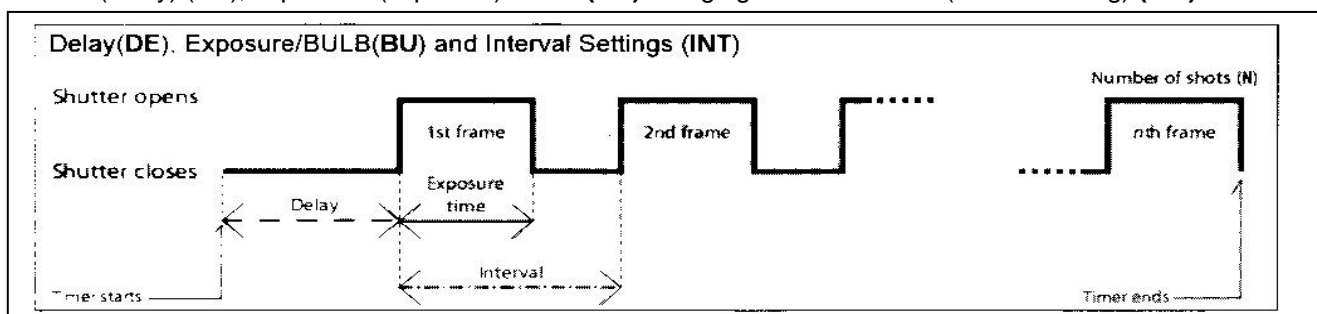 Delay(DE), Exposure/BULB(BU) and Interval Settings (INT)
Number of shots (N)
Shutter opens
1st frame
2nd frame
nth frame
Shutter closes
Exposure
time
Delay
Interval
Timer starts
Timer ends